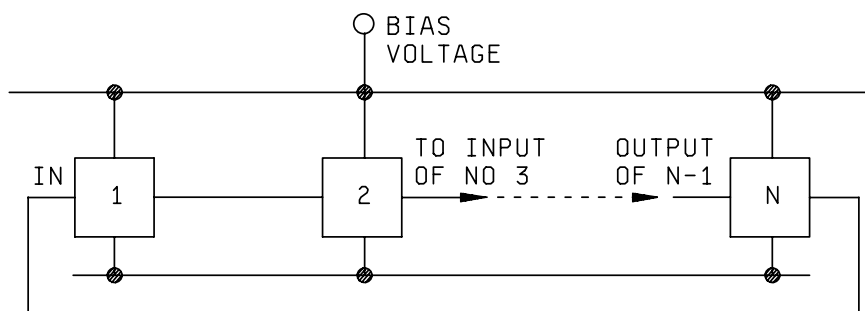 BIAS
VOLTAGE
TO INPUT
OF NO 3
OUTPUT
OF N-1
IN
1
2
N